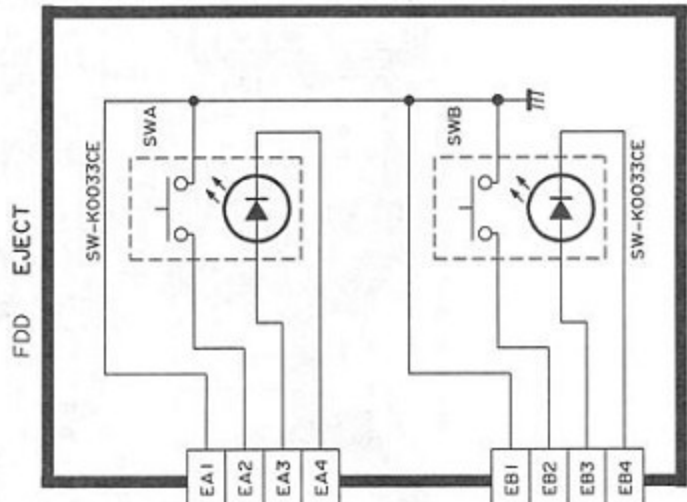 FDD EJECT
SW-K0033CE
SWA
SWB
SW-K0033CE
EA1
EA2
EA3
EA4
EB1
EB2
EB3
EB4